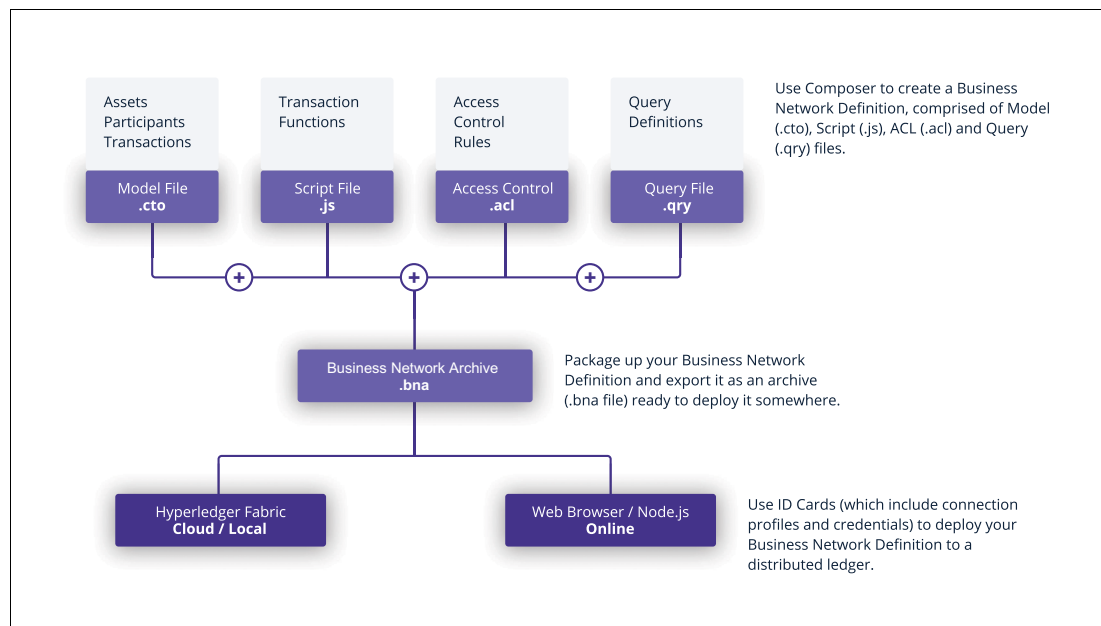 Assets
Participants
Transactions
Model File
.cto
Transaction
Functions
Script File
.js
Access
Control
Rules
Access Control
.acl
Query
Definitions
Query File
.qry
Use Composer to create a Business
Network Definition, comprised of Model
(.cto), Script (.js), ACL (.acl) and Query
(.qry) files.
Business Network Archive
.bna
Package up your Business Network
Definition and export it as an archive
(.bna file) ready to deploy it somewhere.
Hyperledger Fabric
Cloud / Local
Web Browser / Node.js
Online
Use ID Cards (which include connection
profiles and credentials) to deploy your
Business Network Definition to a
distributed ledger.